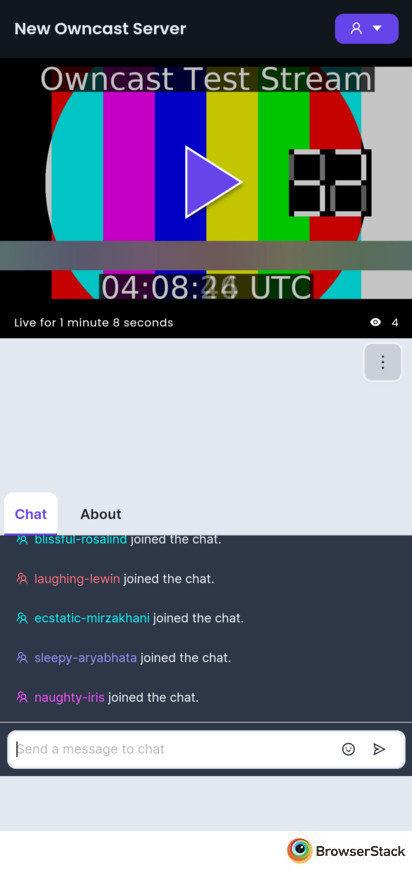 New Owncast Server
Owncast Test Stream
04:08: UTC
Live for 1 minute 8 seconds
4
Chat
About
blissful-rosalind joined the chat.
laughing-lewin joined the chat.
ecstatic-mirzakhani joined the chat.
sleepy-aryabhata joined the chat.
naughty-iris joined the chat.
Send a message to chat
BrowserStack